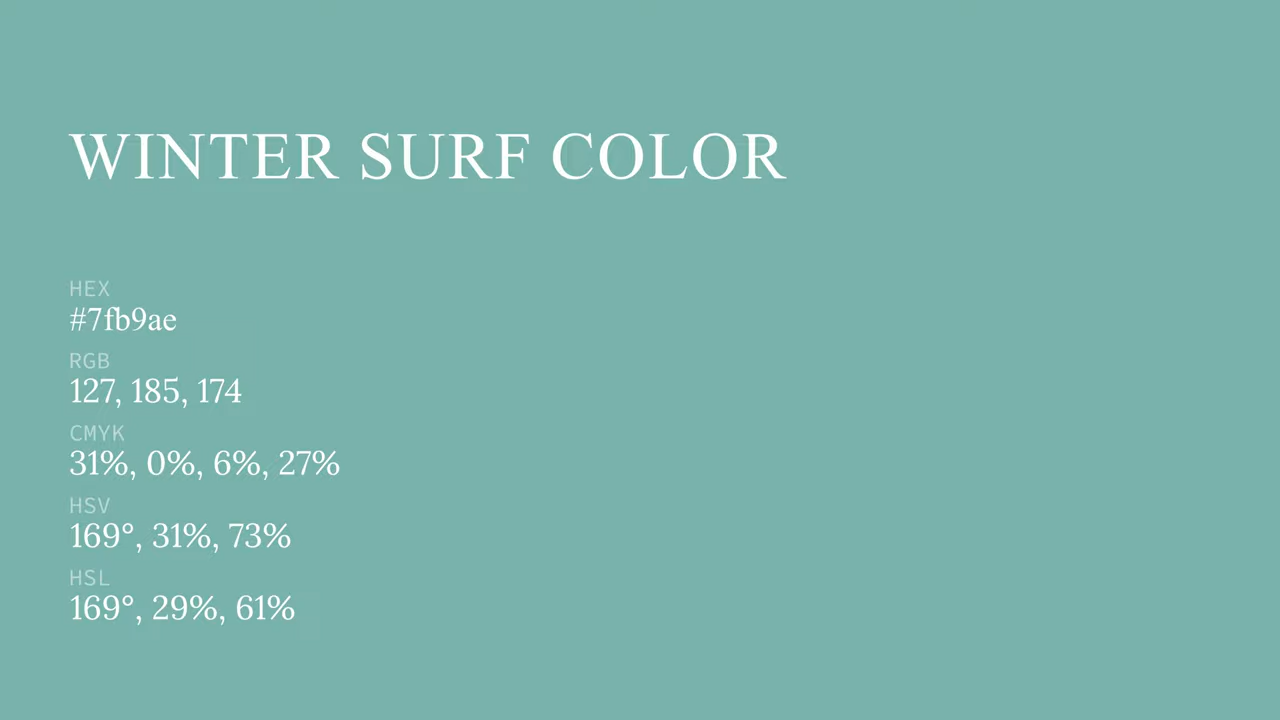 WINTER SURF COLOR
HEX
#7fb9ae
RGB
127, 185, 174
CMYK
31%, 0%, 6%, 27%
HSV
169°, 31%, 73%
HSL
169°, 29%, 61%